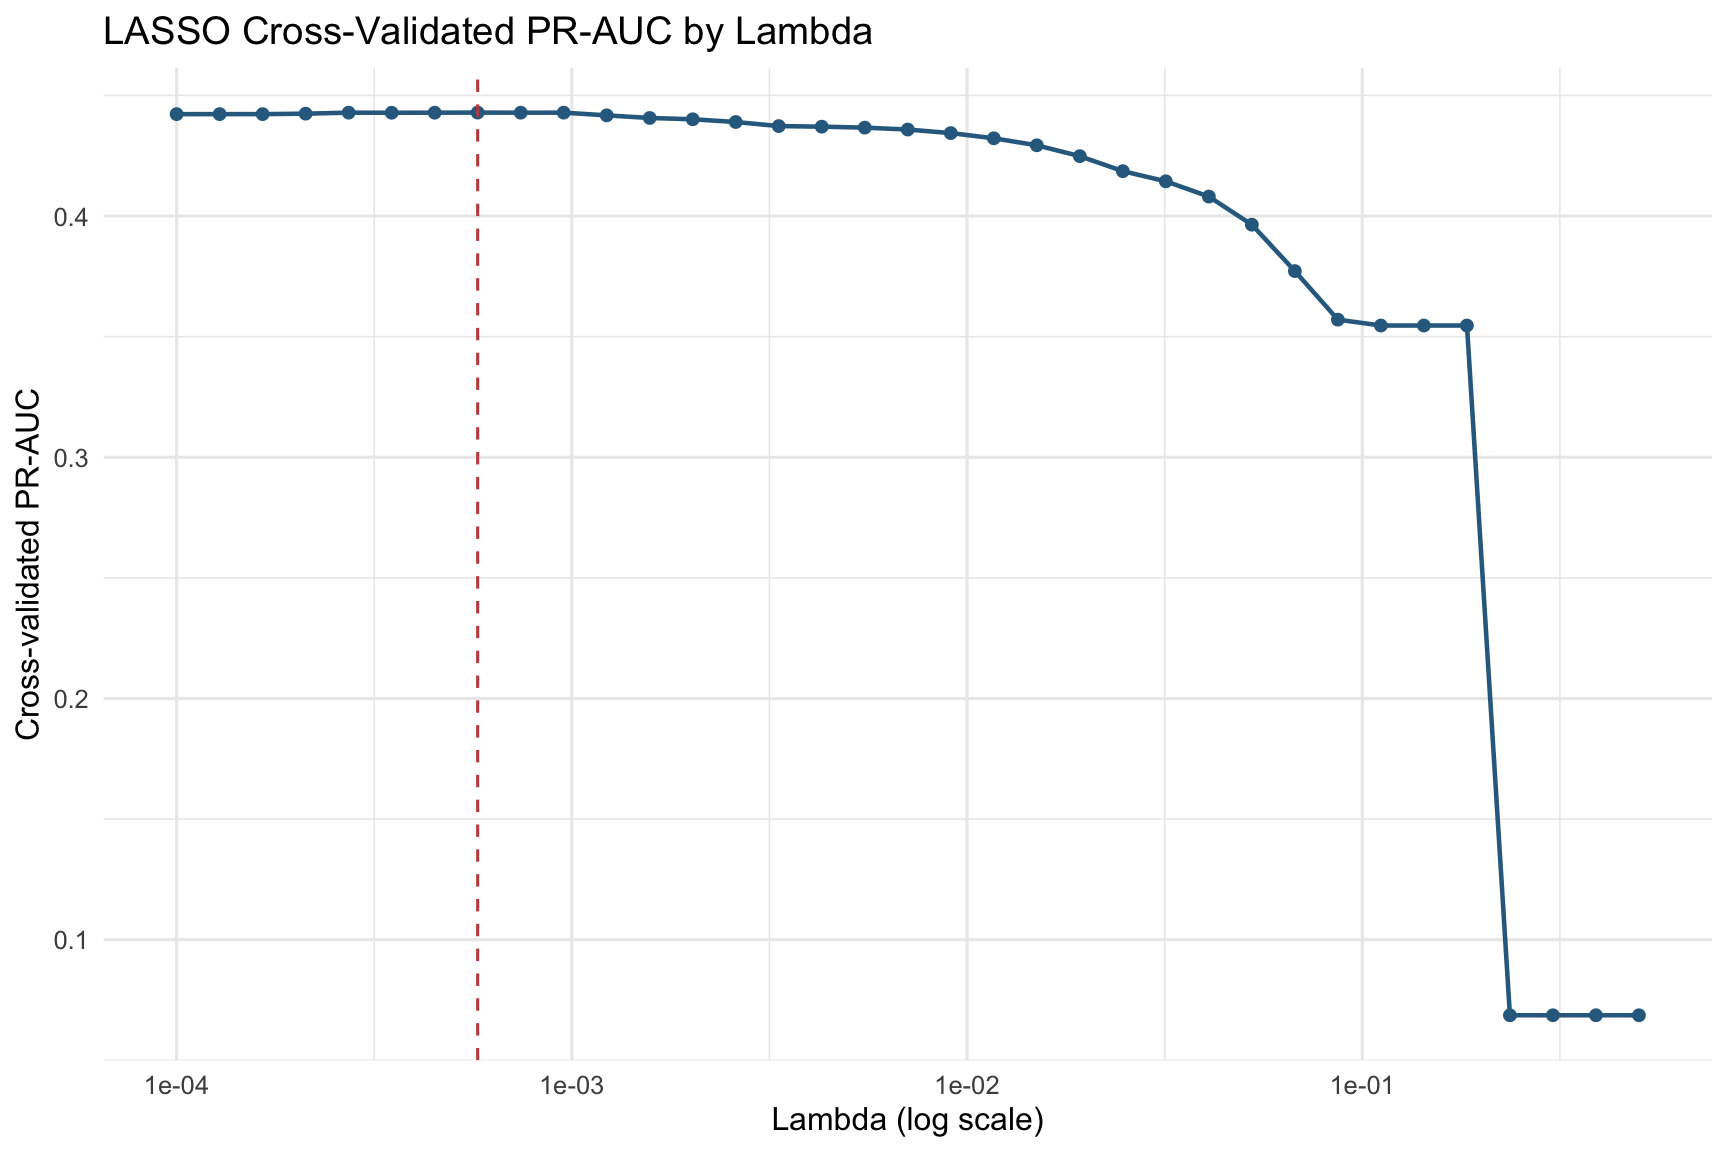 LASSO Cross-Validated PR-AUC by Lambda
Cross-validated PR-AUC
0.4
0.3
0.2
0.1
1e-04 1e-03 1e-02 1e-01
Lambda (log scale)